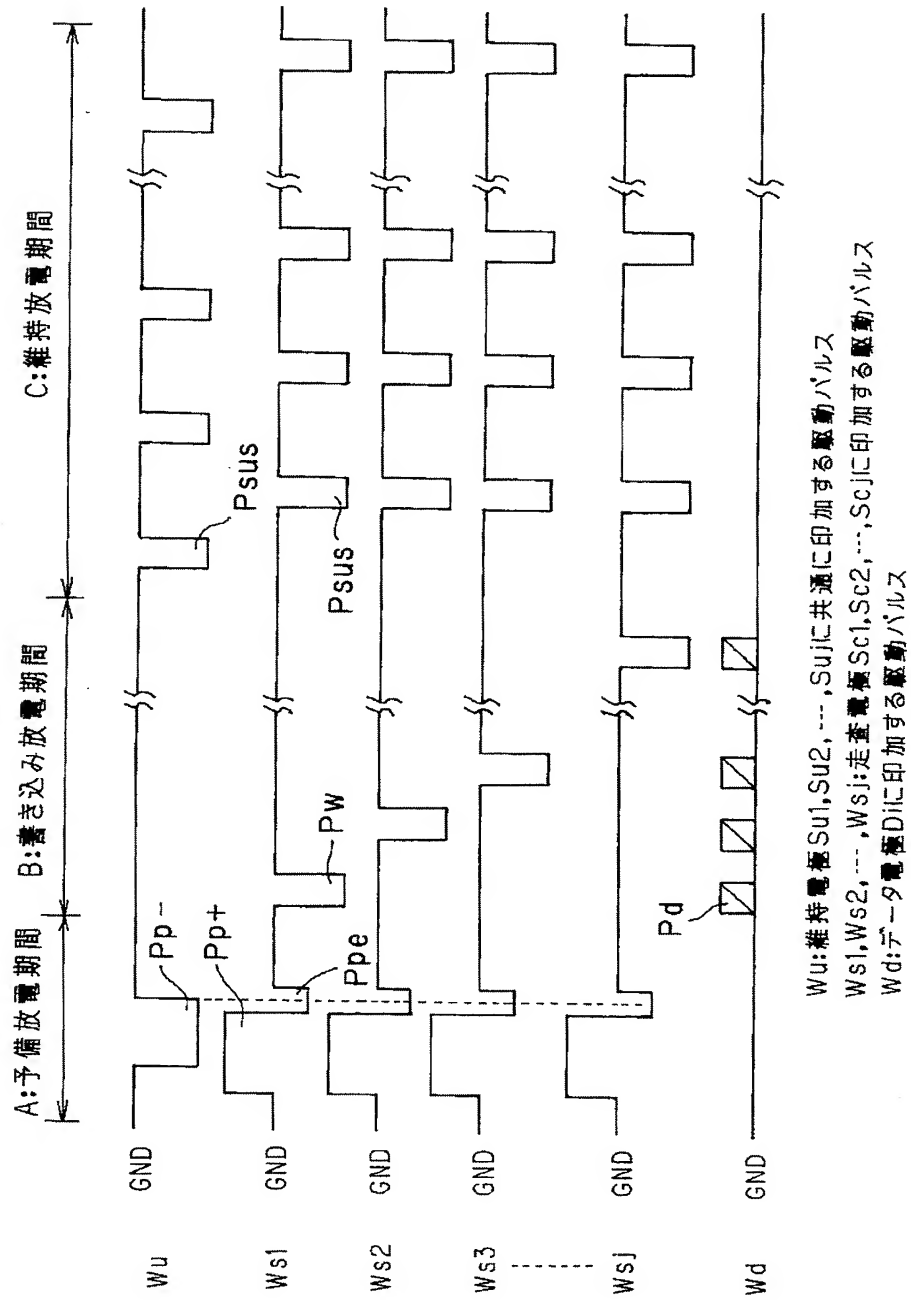 A:予備放電期間
B:書き込み放電期間
C:維持放電期間
Wu
GND
Pp-
Pp+
Psus
Ws1
GND
Ppe
Pw
Psus
Ws2
GND
Ws3
GND
Wsj
GND
Pd
Wd
GND
Wu:維持電極Su1,Su2,---,Sujに共通に印加する駆動パルス
Ws1,Ws2,---,Wsj:走査電極Sc1,Sc2,---,Scjに印加する駆動パルス
Wd:データ電極Diに印加する駆動パルス